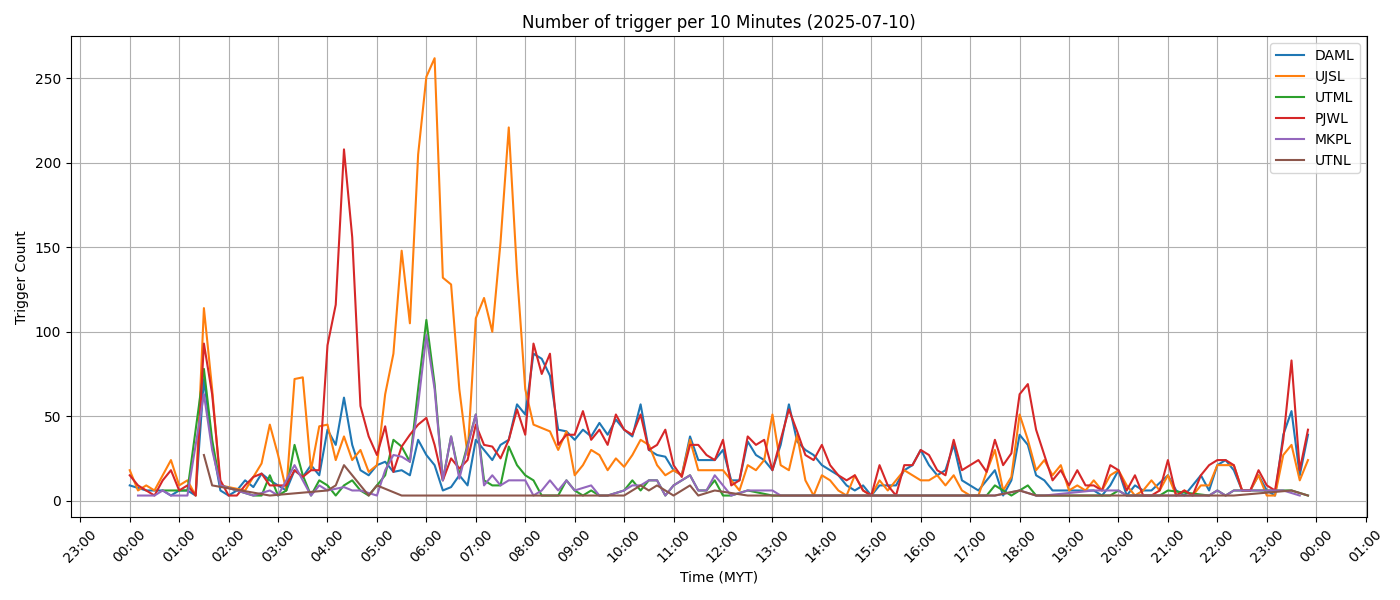 Number of trigger per 10 Minutes (2025-07-10)
Trigger Count
250
200
150
100
50
0
DAML
UJSL
UTML
PJWL
MKPL
UTNL
23:00 00:00 01:00 02:00 03:00 04:00 05:00 06:00 07:00 08:00 09:00 10:00 11:00 12:00 13:00 14:00 15:00 16:00 17:00 18:00 19:00 20:00 21:00 22:00 23:00 00:00 01:00
Time (MYT)